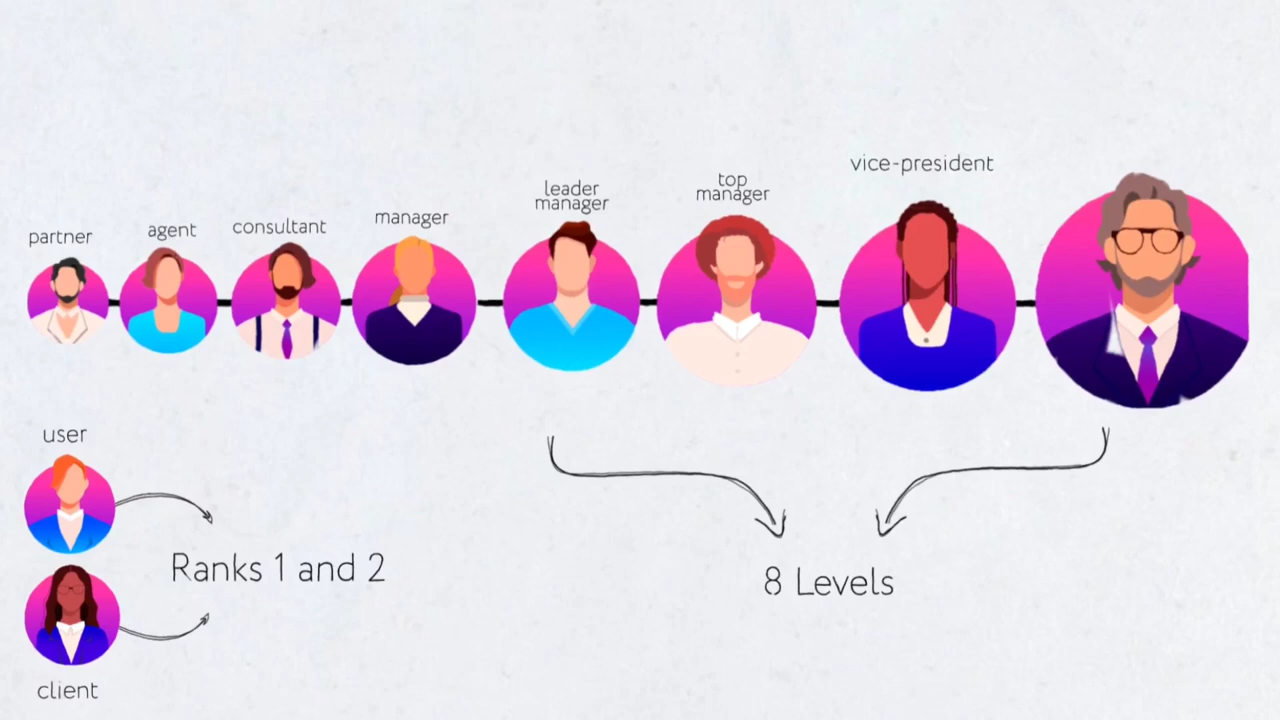 partner
agent
consultant
manager
leader
manager
top
manager
vice-president
user
Ranks 1 and 2
client
8 Levels